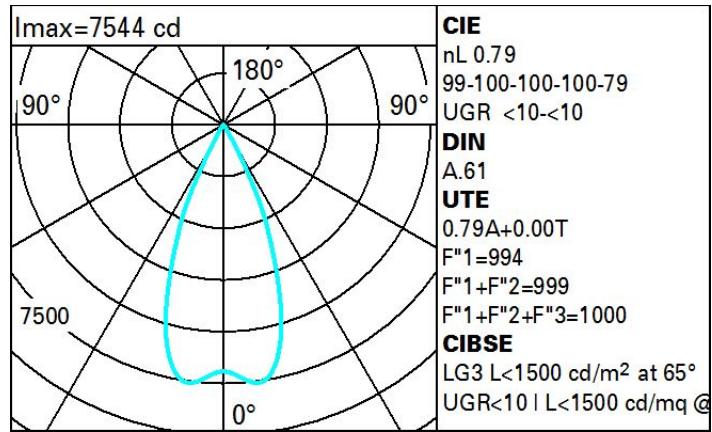 Imax=7544 cd
180°
90°
90°
7500
0°
CIE
nL 0.79
99-100-100-100-79
UGR <10-<10
DIN
A.61
UTE
0.79A+0.00T
F"1=994
F"1+F"2=999
F"1+F"2+F"3=1000
CIBSE
LG3 L<1500 cd/m² at 65°
UGR<10 | L<1500 cd/mq @